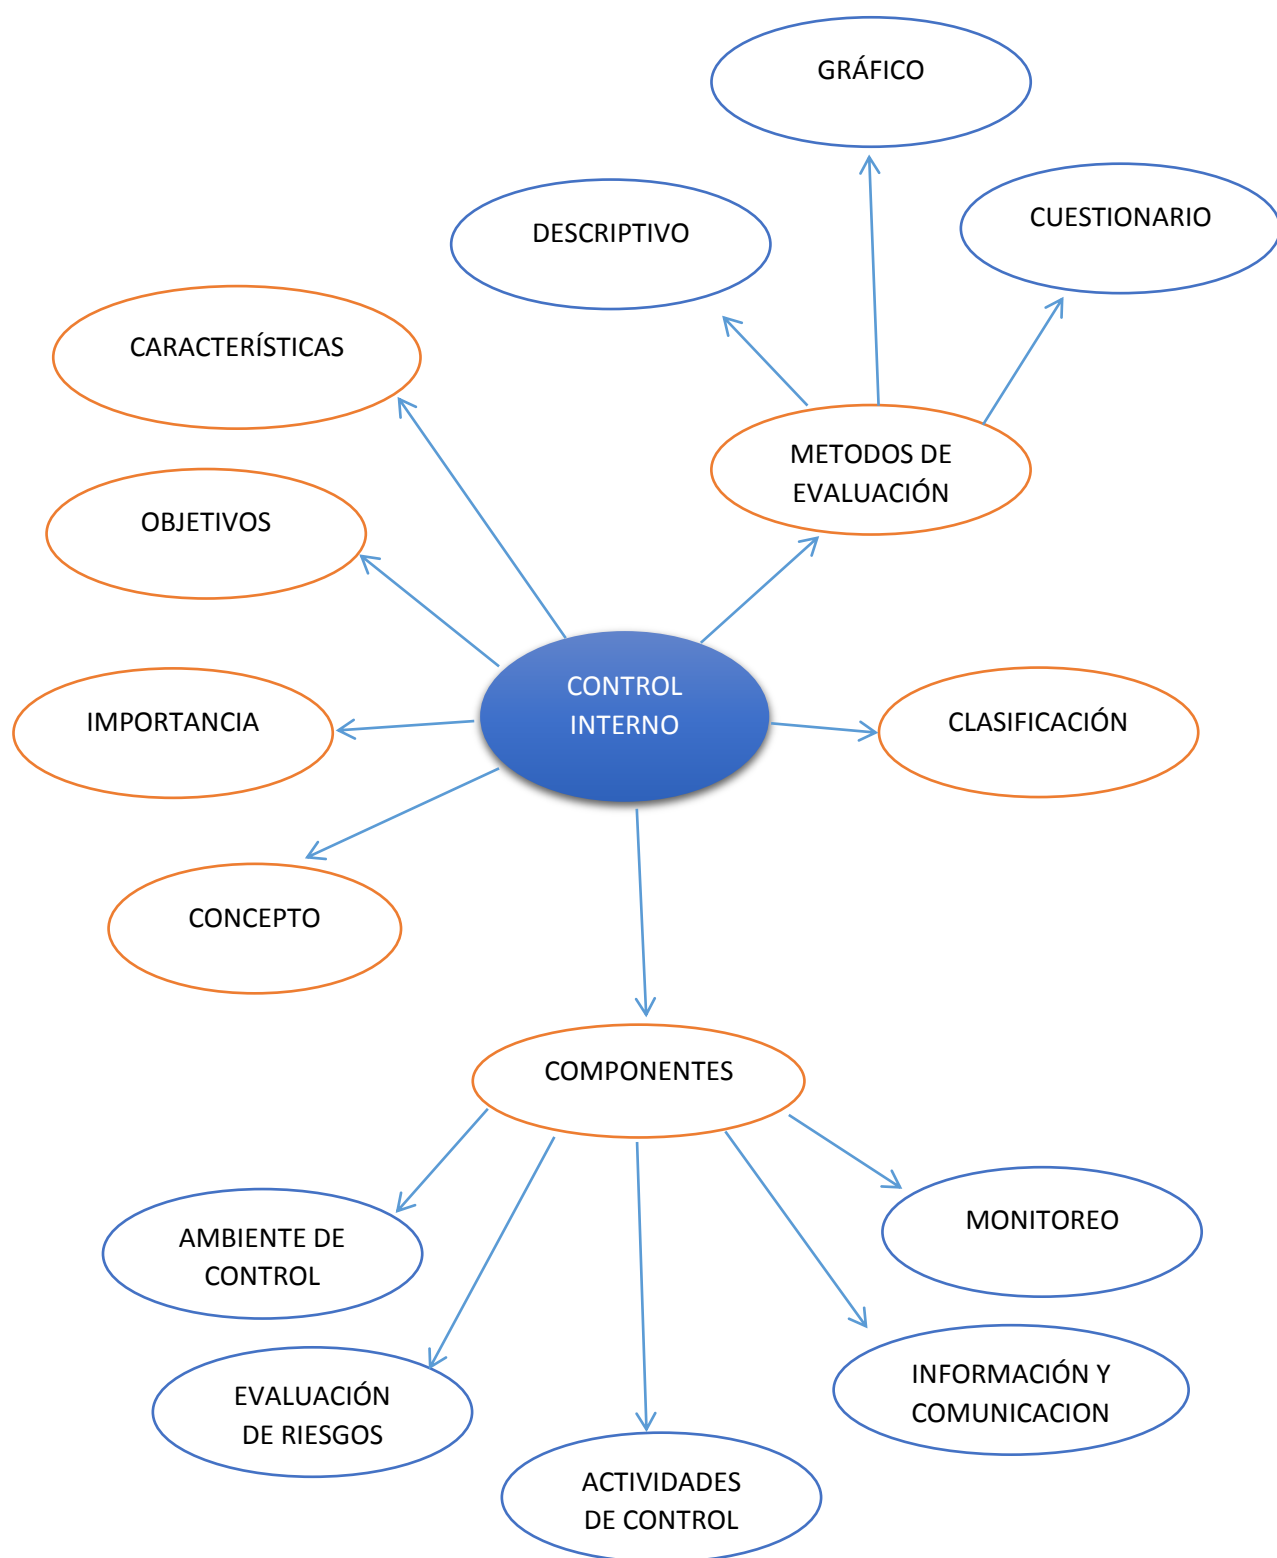 GRÁFICO
DESCRIPTIVO
CUESTIONARIO
CARACTERÍSTICAS
METODOS DE
EVALUACIÓN
OBJETIVOS
CONTROL
INTERNO
IMPORTANCIA
CLASIFICACIÓN
CONCEPTO
COMPONENTES
AMBIENTE DE
CONTROL
MONITOREO
EVALUACIÓN
DE RIESGOS
INFORMACIÓN Y
COMUNICACION
ACTIVIDADES
DE CONTROL